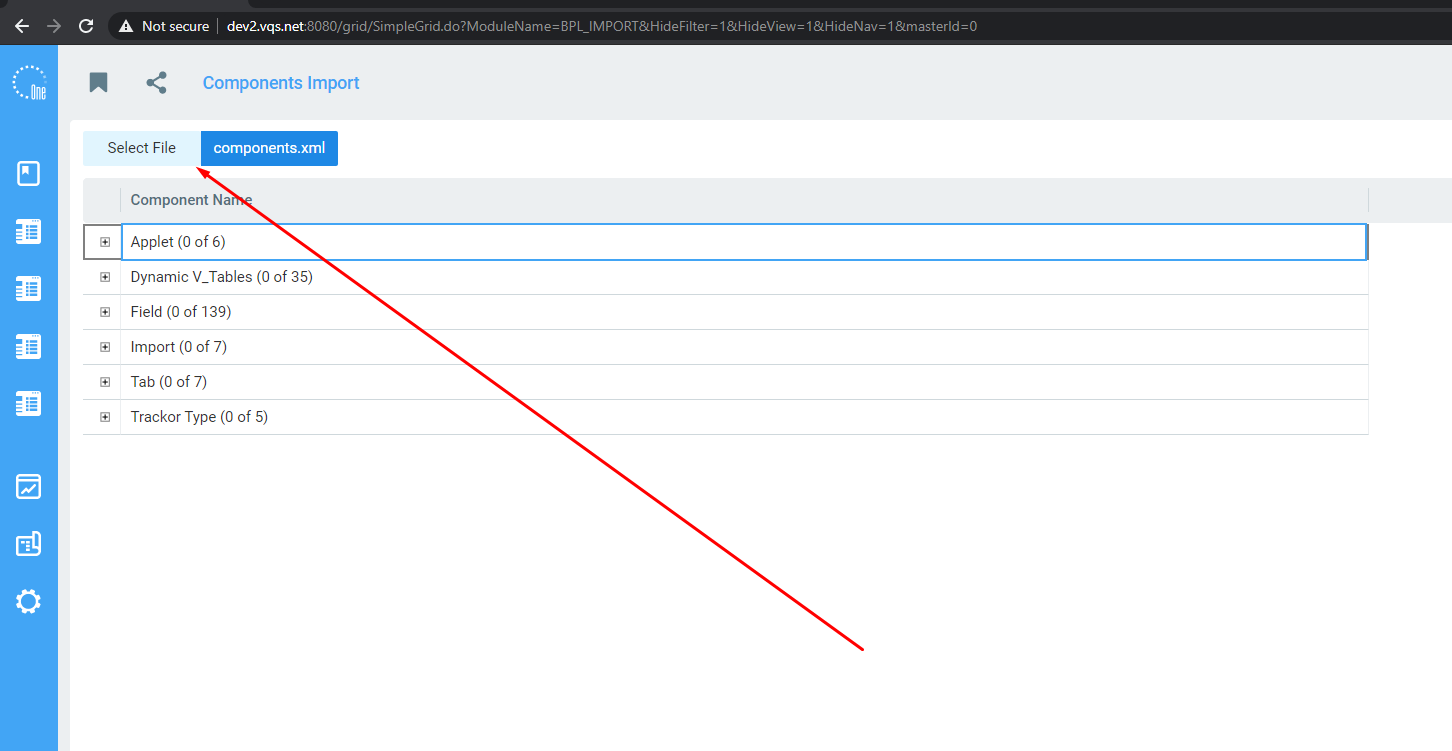 Not secure | dev2.vqs.net:8080/grid/SimpleGrid.do?ModuleName=BPL_IMPORT&HideFilter=1&HideView=1&HideNav=1&masterId=0
One
Components Import
Select File components.xml
Component Name
Applet (0 of 6)
Dynamic V_Tables (0 of 35)
Field (0 of 139)
Import (0 of 7)
Tab (0 of 7)
Trackor Type (0 of 5)